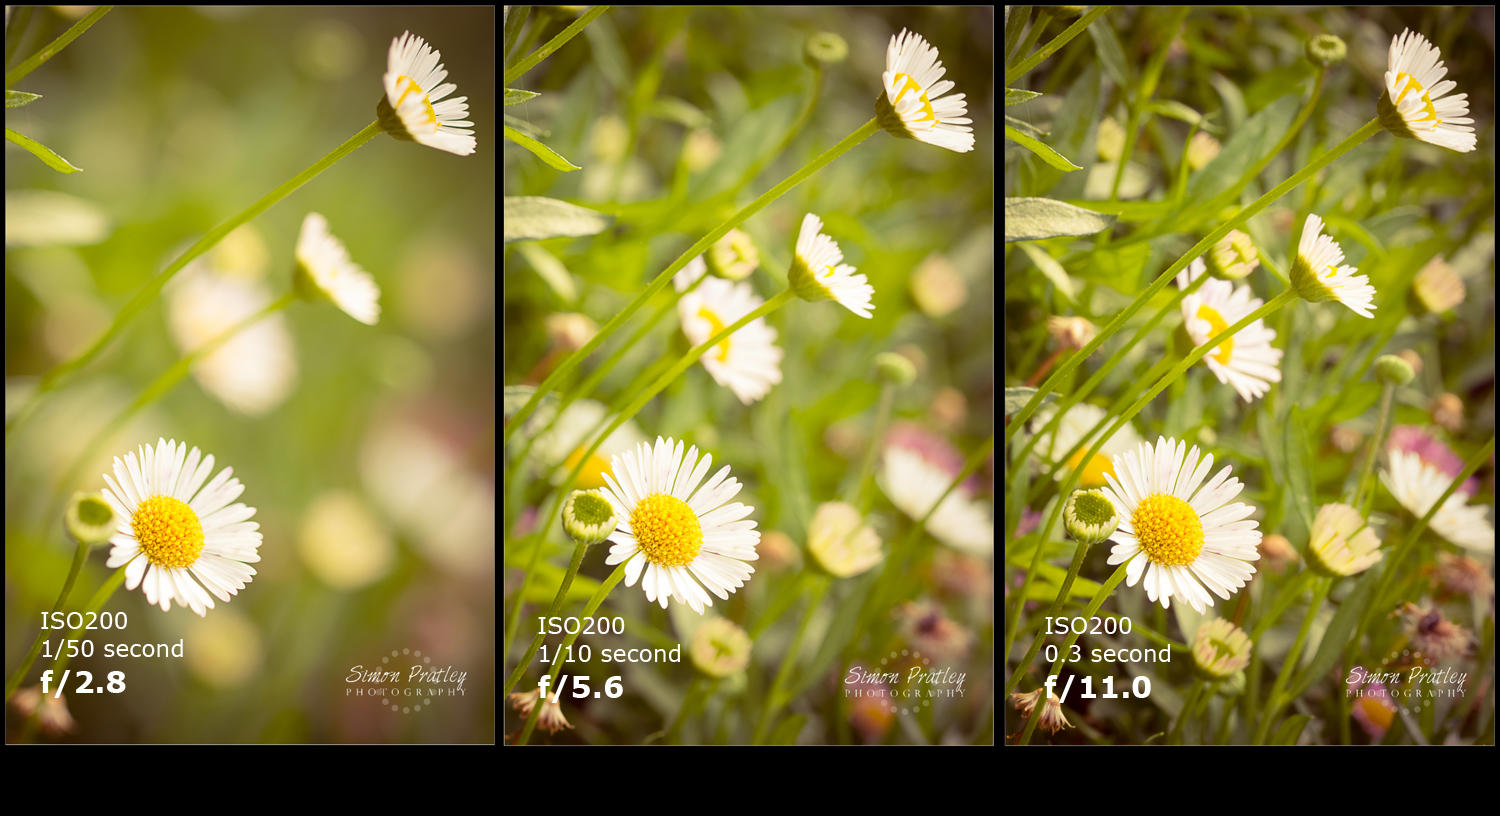 ISO200
1/50 second
f/2.8
Simon Pratley
PHOTOGRAPHY
ISO200
1/10 second
f/5.6
Simon Pratley
PHOTOGRAPHY
ISO200
0.3 second
f/11.0
Simon Pratley
PHOTOGRAPHY